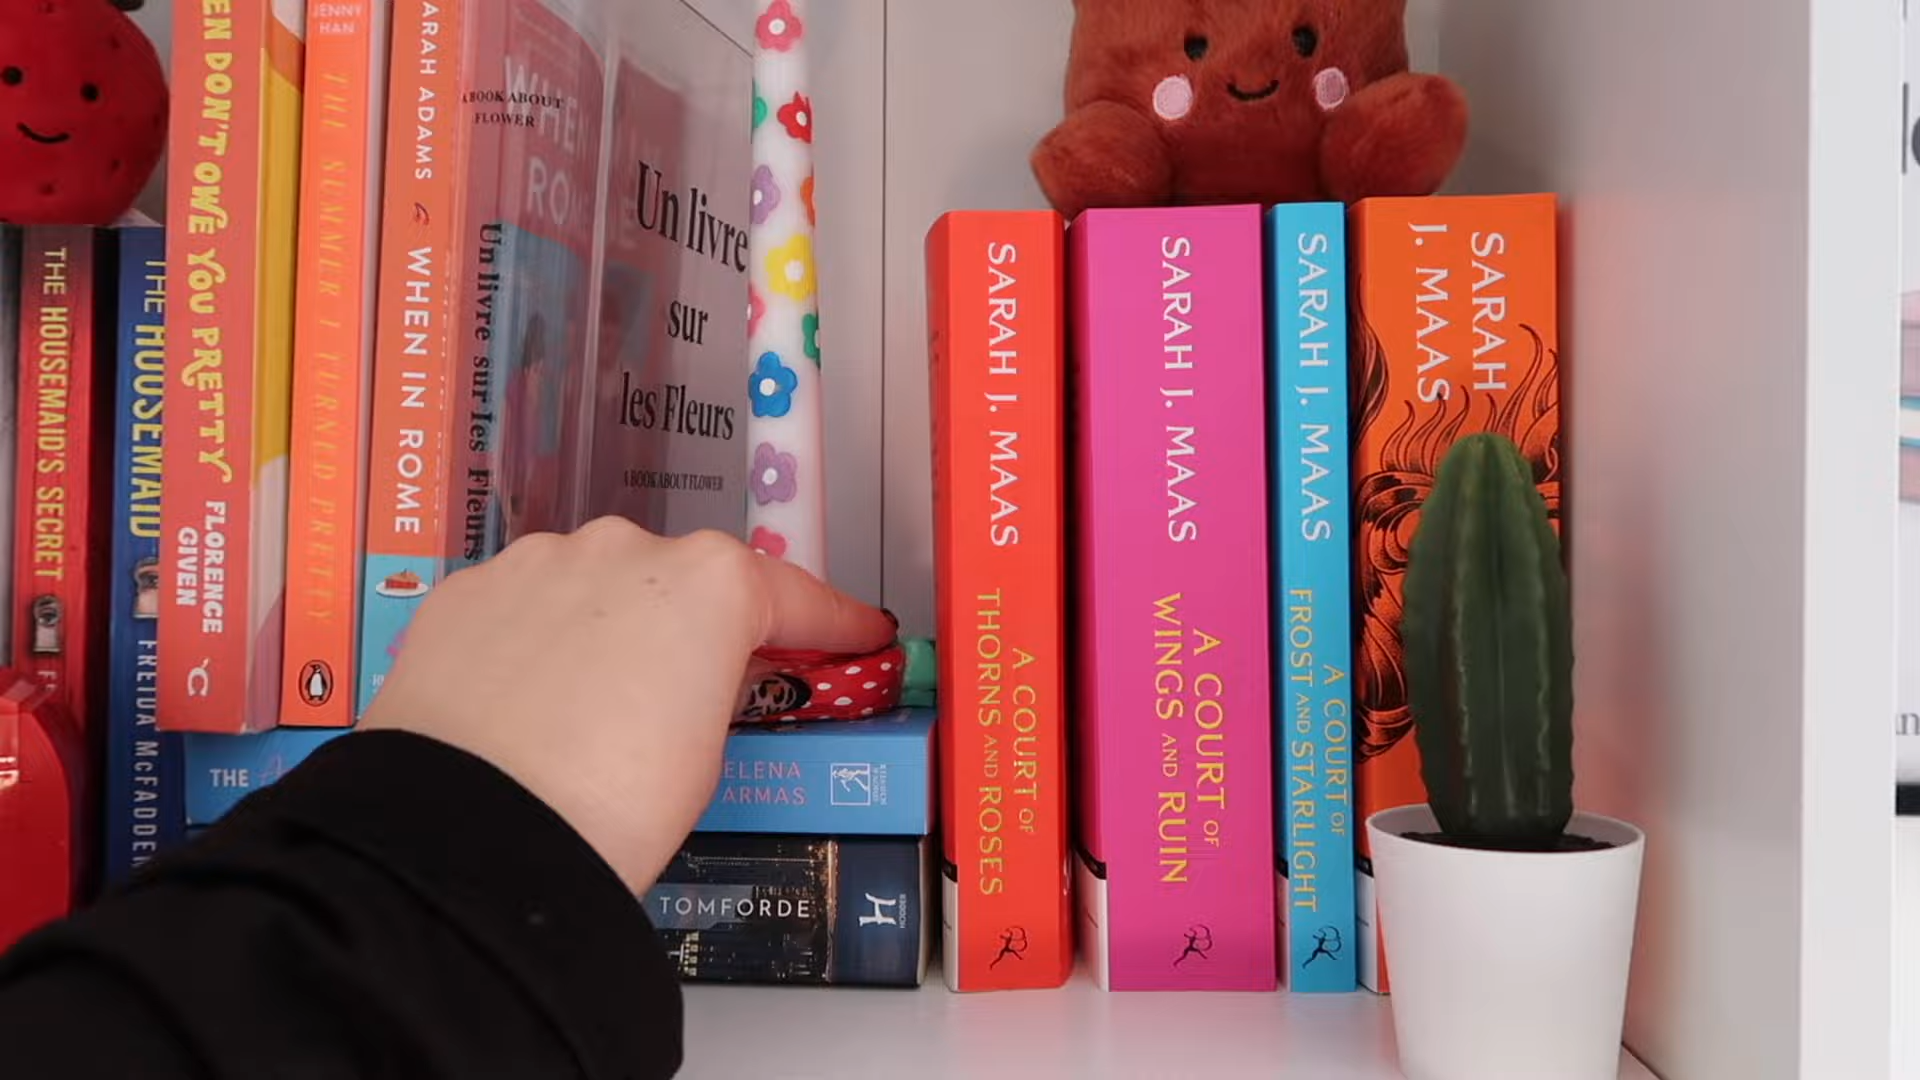 THE HOUSEMAID'S SECRET
THE HOUSEMAID
FREIDA McFADDEN
EN DON'T OWE YOU PRETTY
FLORENCE
GIVEN
JENNY
HAN
THE SUMMER I TURNED PRETTY
ARAH ADAMS
WHEN IN ROME
A BOOK ABOUT
FLOWER
Un livre sur les Fleurs
WHEN
Un livre
sur
les Fleurs
A BOOK ABOUT FLOWER
THE
ELENA
ARMAS
TOMFORDE
H
SARAH J. MAAS
A COURT OF
THORNS AND ROSES
SARAH J. MAAS
A COURT OF
WINGS AND RUIN
SARAH J. MAAS
A COURT OF
FROST AND STARLIGHT
SARAH
J. MAAS